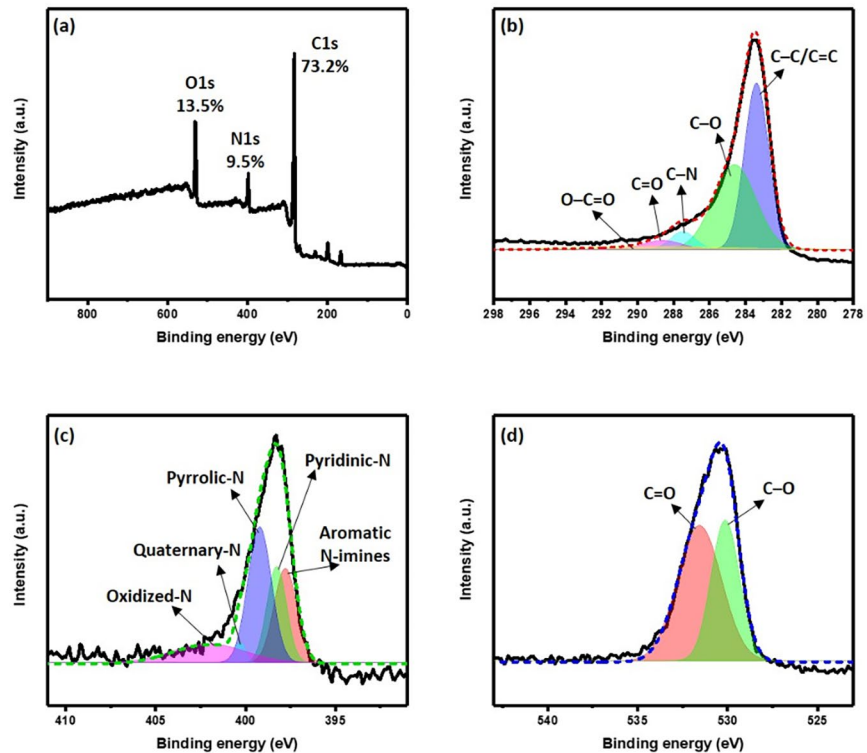 (a)
C1s
73.2%
O1s
13.5%
N1s
9.5%
Intensity (a.u.)
800 600 400 200 0
Binding energy (eV)
(b)
C–C/C=C
C–O
C–N
C=O
O–C=O
Intensity (a.u.)
298 296 294 292 290 288 286 284 282 280 278
Binding energy (eV)
(c)
Pyridinic-N
Pyrrolic-N
Aromatic
N-imines
Quaternary-N
Oxidized-N
Intensity (a.u.)
410 405 400 395
Binding energy (eV)
(d)
C=O
C–O
Intensity (a.u.)
540 535 530 525
Binding energy (eV)